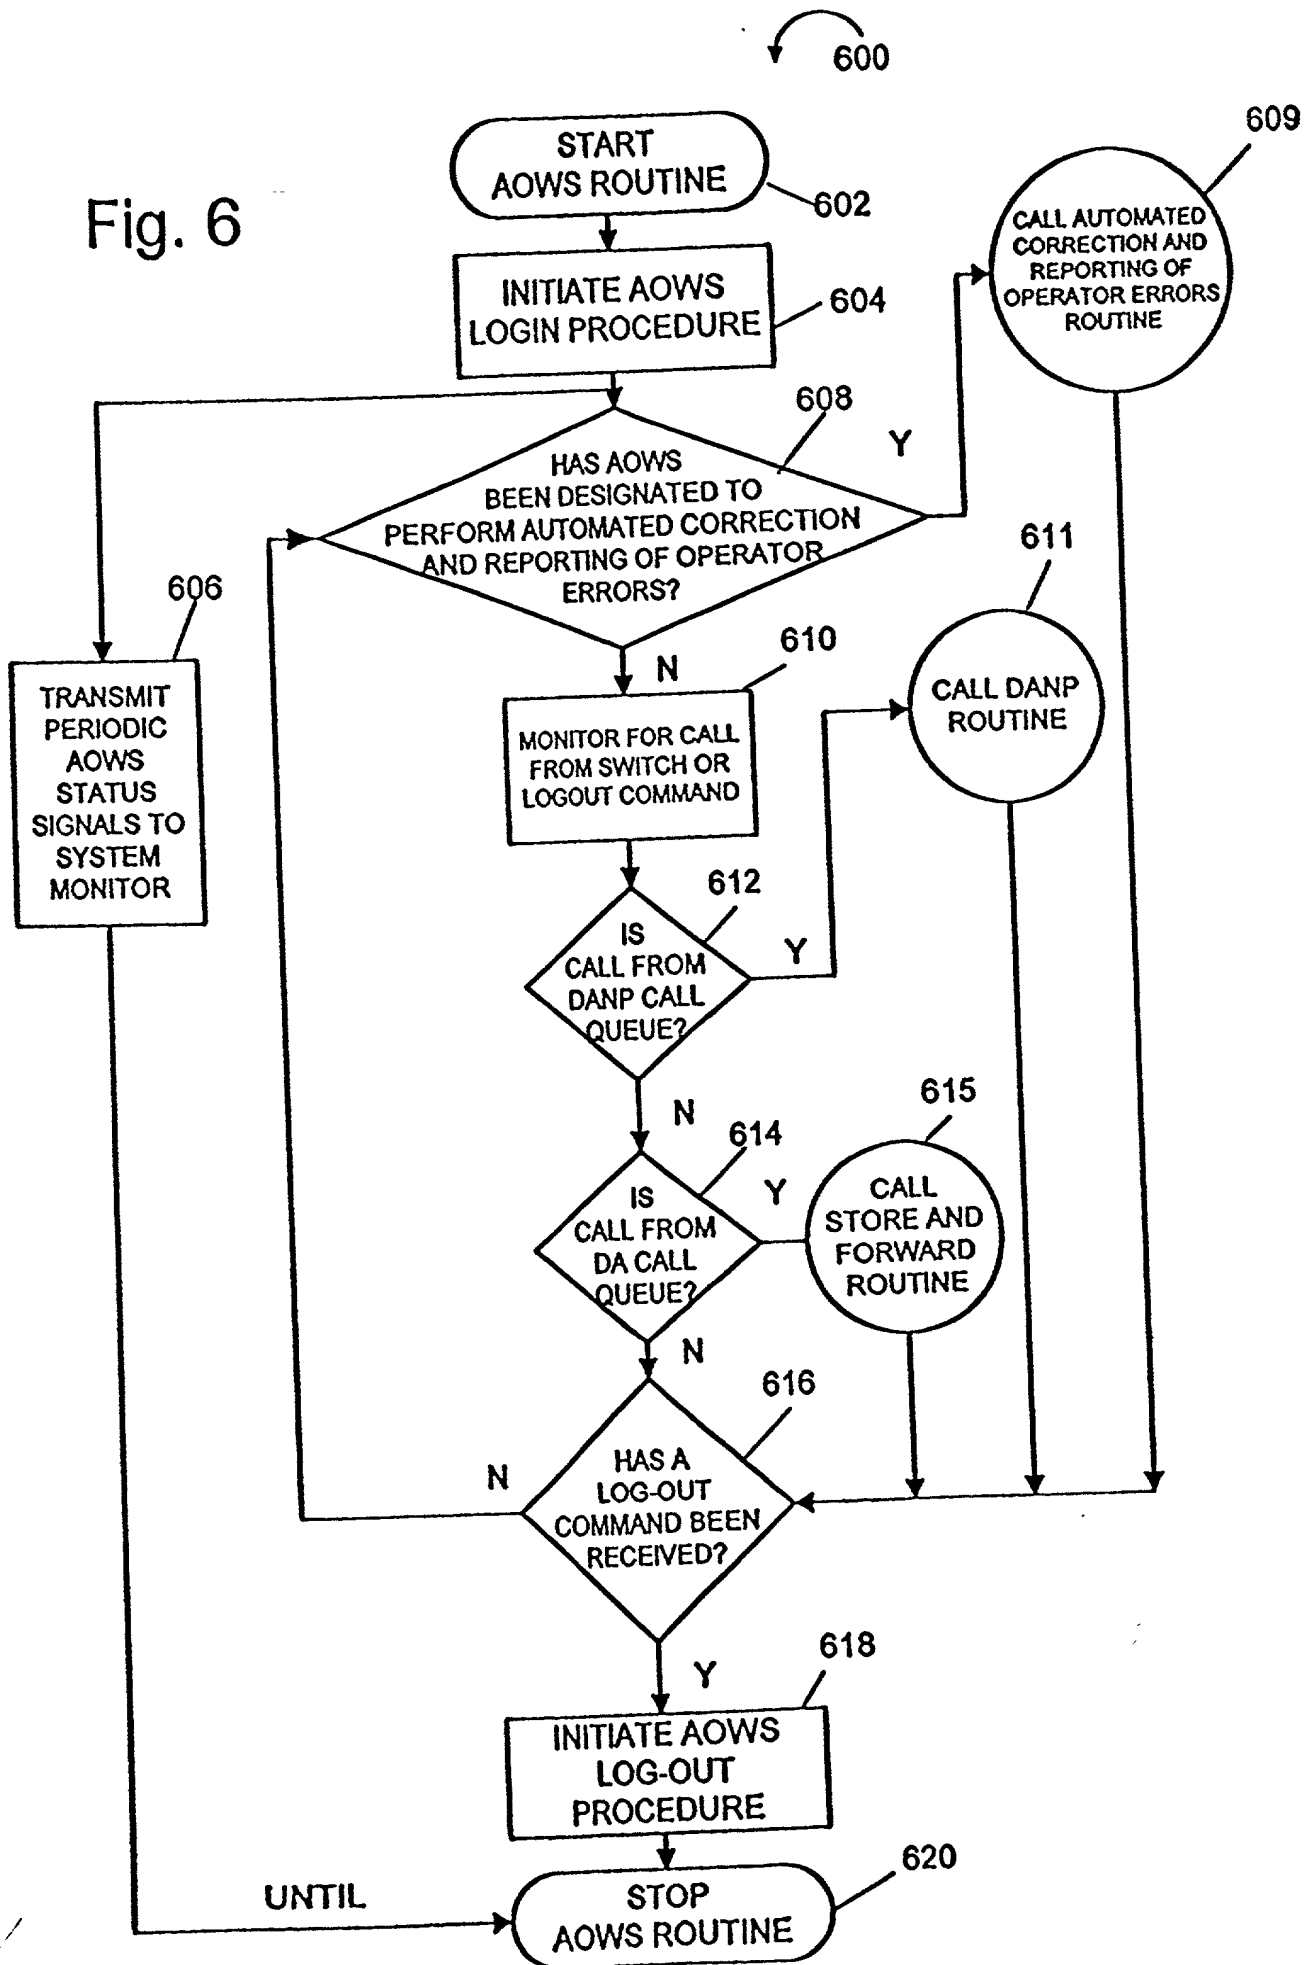 600
START
AOWS ROUTINE
602
Fig. 6
609
CALL AUTOMATED
CORRECTION AND
REPORTING OF
OPERATOR ERRORS
ROUTINE
INITIATE AOWS
LOGIN PROCEDURE
604
608
Y
HAS AOWS
BEEN DESIGNATED TO
PERFORM AUTOMATED CORRECTION
AND REPORTING OF OPERATOR
ERRORS?
606
TRANSMIT
PERIODIC
AOWS
STATUS
SIGNALS TO
SYSTEM
MONITOR
N
610
611
CALL DANP
ROUTINE
MONITOR FOR CALL
FROM SWITCH OR
LOGOUT COMMAND
612
IS
CALL FROM
DANP CALL
QUEUE?
Y
N
614
615
IS
CALL FROM
DA CALL
QUEUE?
Y
CALL
STORE AND
FORWARD
ROUTINE
N
616
HAS A
LOG-OUT
COMMAND BEEN
RECEIVED?
N
Y
618
INITIATE AOWS
LOG-OUT
PROCEDURE
UNTIL
620
STOP
AOWS ROUTINE